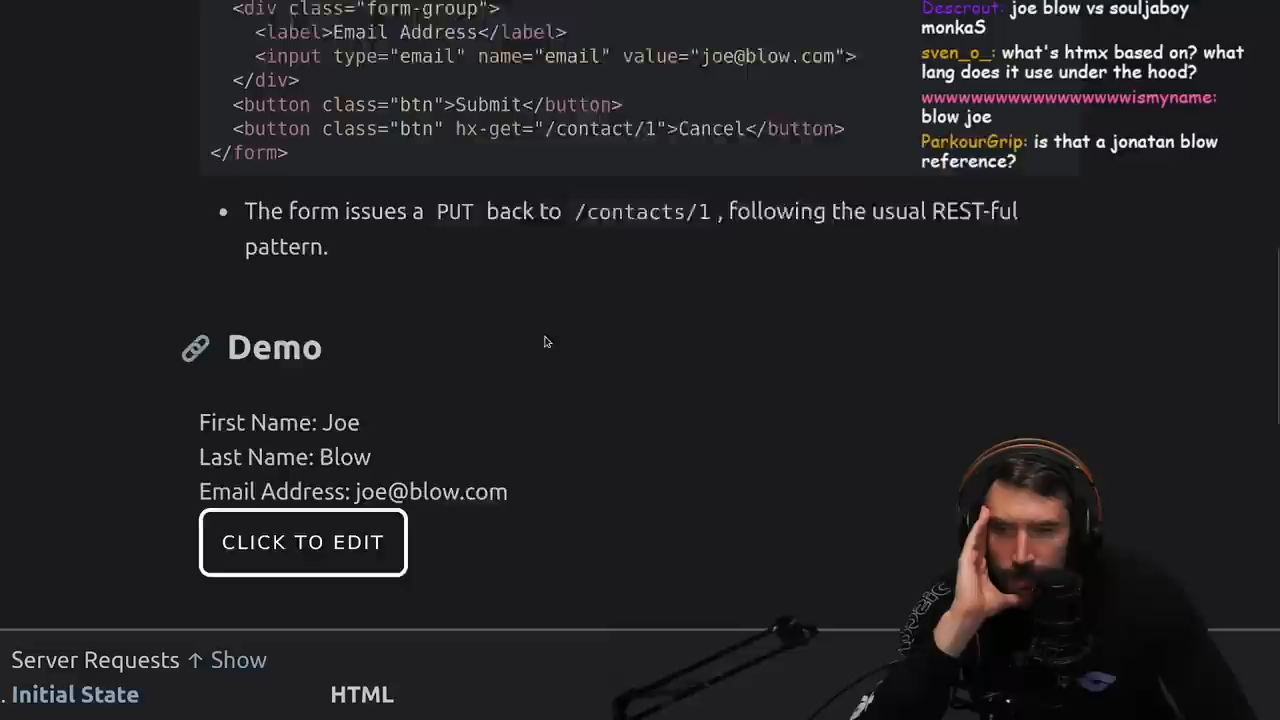 <div class="form-group">
<label>Email Address</label>
<input type="email" name="email" value="joe@blow.com">
</div>
<button class="btn">Submit</button>
<button class="btn" hx-get="/contact/1">Cancel</button>
</form>
Descrout: joe blow vs souljaboy
monkaS
sven_o_: what's htmx based on? what
lang does it use under the hood?
wwwwwwwwwwwwwwwwwismyname:
blow joe
ParkourGrip: is that a jonatan blow
reference?
• The form issues a PUT back to /contacts/1 , following the usual REST-ful
pattern.
Demo
First Name: Joe
Last Name: Blow
Email Address: joe@blow.com
CLICK TO EDIT
Server Requests ↑ Show
. Initial State HTML